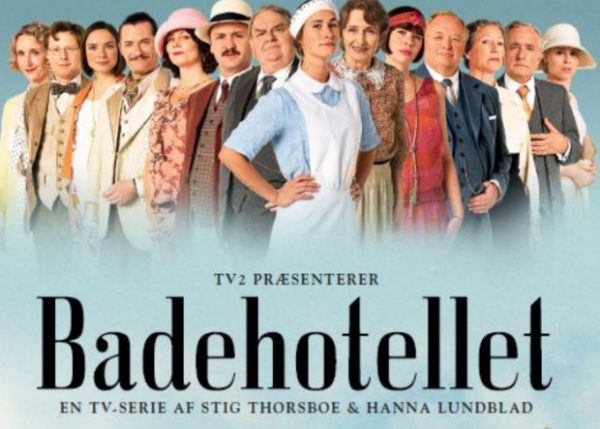 TV2 PRÆSENTERER
Badehotellet
EN TV-SERIE AF STIG THORSBOE & HANNA LUNDBLAD